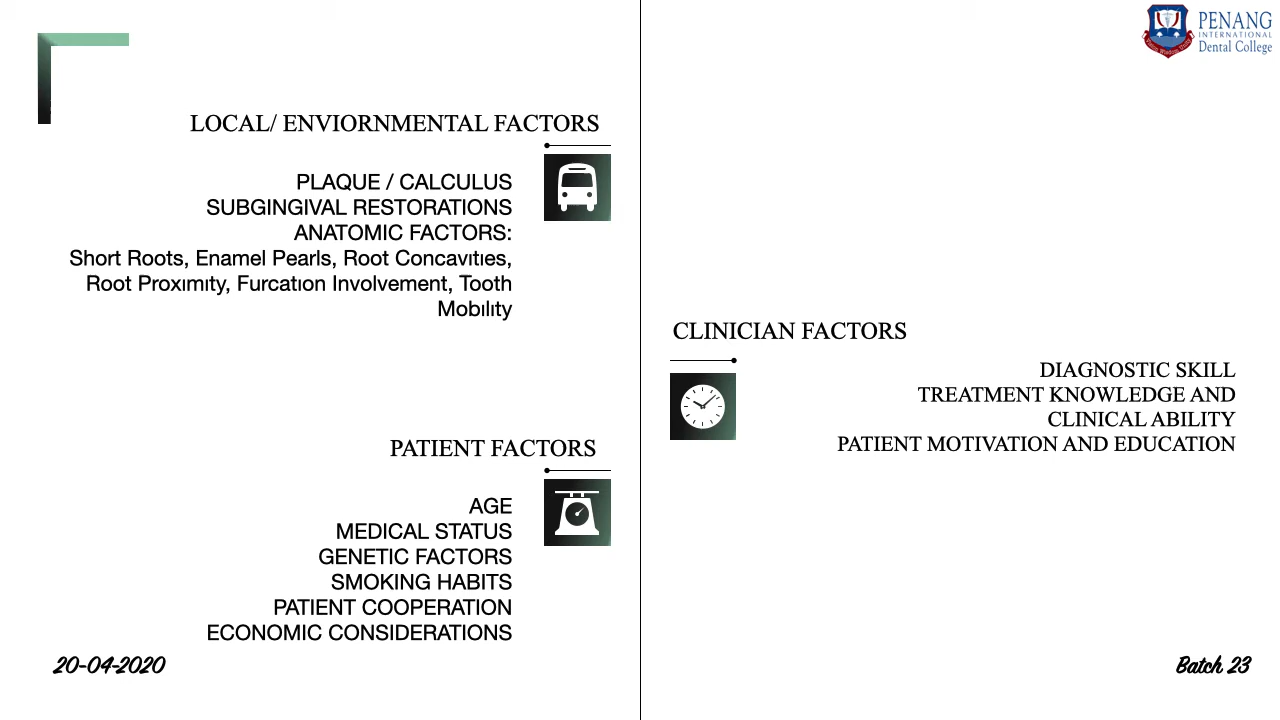 PENANG
INTERNATIONAL
Dental College
LOCAL/ ENVIORNMENTAL FACTORS
PLAQUE / CALCULUS
SUBGINGIVAL RESTORATIONS
ANATOMIC FACTORS:
Short Roots, Enamel Pearls, Root Concavıtıes,
Root Proxımıty, Furcatıon Involvement, Tooth
Mobılıty
PATIENT FACTORS
AGE
MEDICAL STATUS
GENETIC FACTORS
SMOKING HABITS
PATIENT COOPERATION
ECONOMIC CONSIDERATIONS
CLINICIAN FACTORS
DIAGNOSTIC SKILL
TREATMENT KNOWLEDGE AND
CLINICAL ABILITY
PATIENT MOTIVATION AND EDUCATION
20-04-2020
Batch 23